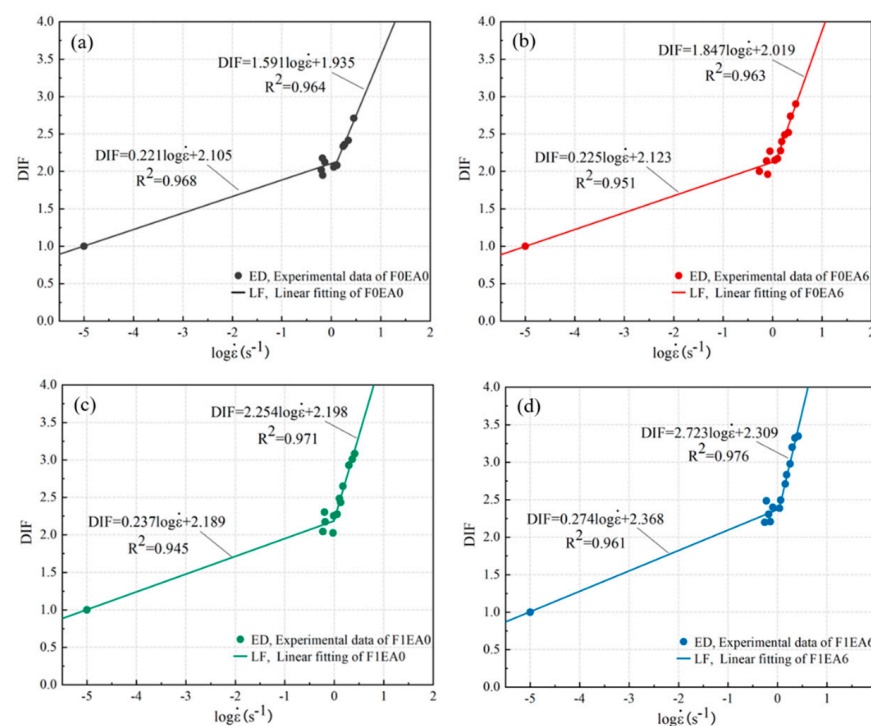 (a)
DIF=1.591logε̇+1.935
R²=0.964
DIF=0.221logε̇+2.105
R²=0.968
ED, Experimental data of F0EA0
LF, Linear fitting of F0EA0
DIF
4.0
3.5
3.0
2.5
2.0
1.5
1.0
0.5
0.0
-5 -4 -3 -2 -1 0 1 2
logε̇(s⁻¹)
(b)
DIF=1.847logε̇+2.019
R²=0.963
DIF=0.225logε̇+2.123
R²=0.951
ED, Experimental data of F0EA6
LF, Linear fitting of F0EA6
DIF
4.0
3.5
3.0
2.5
2.0
1.5
1.0
0.5
0.0
-5 -4 -3 -2 -1 0 1 2
logε̇(s⁻¹)
(c)
DIF=2.254logε̇+2.198
R²=0.971
DIF=0.237logε̇+2.189
R²=0.945
ED, Experimental data of F1EA0
LF, Linear fitting of F1EA0
DIF
4.0
3.5
3.0
2.5
2.0
1.5
1.0
0.5
0.0
-5 -4 -3 -2 -1 0 1 2
logε̇(s⁻¹)
(d)
DIF=2.723logε̇+2.309
R²=0.976
DIF=0.274logε̇+2.368
R²=0.961
ED, Experimental data of F1EA6
LF, Linear fitting of F1EA6
DIF
4.0
3.5
3.0
2.5
2.0
1.5
1.0
0.5
0.0
-5 -4 -3 -2 -1 0 1 2
logε̇(s⁻¹)